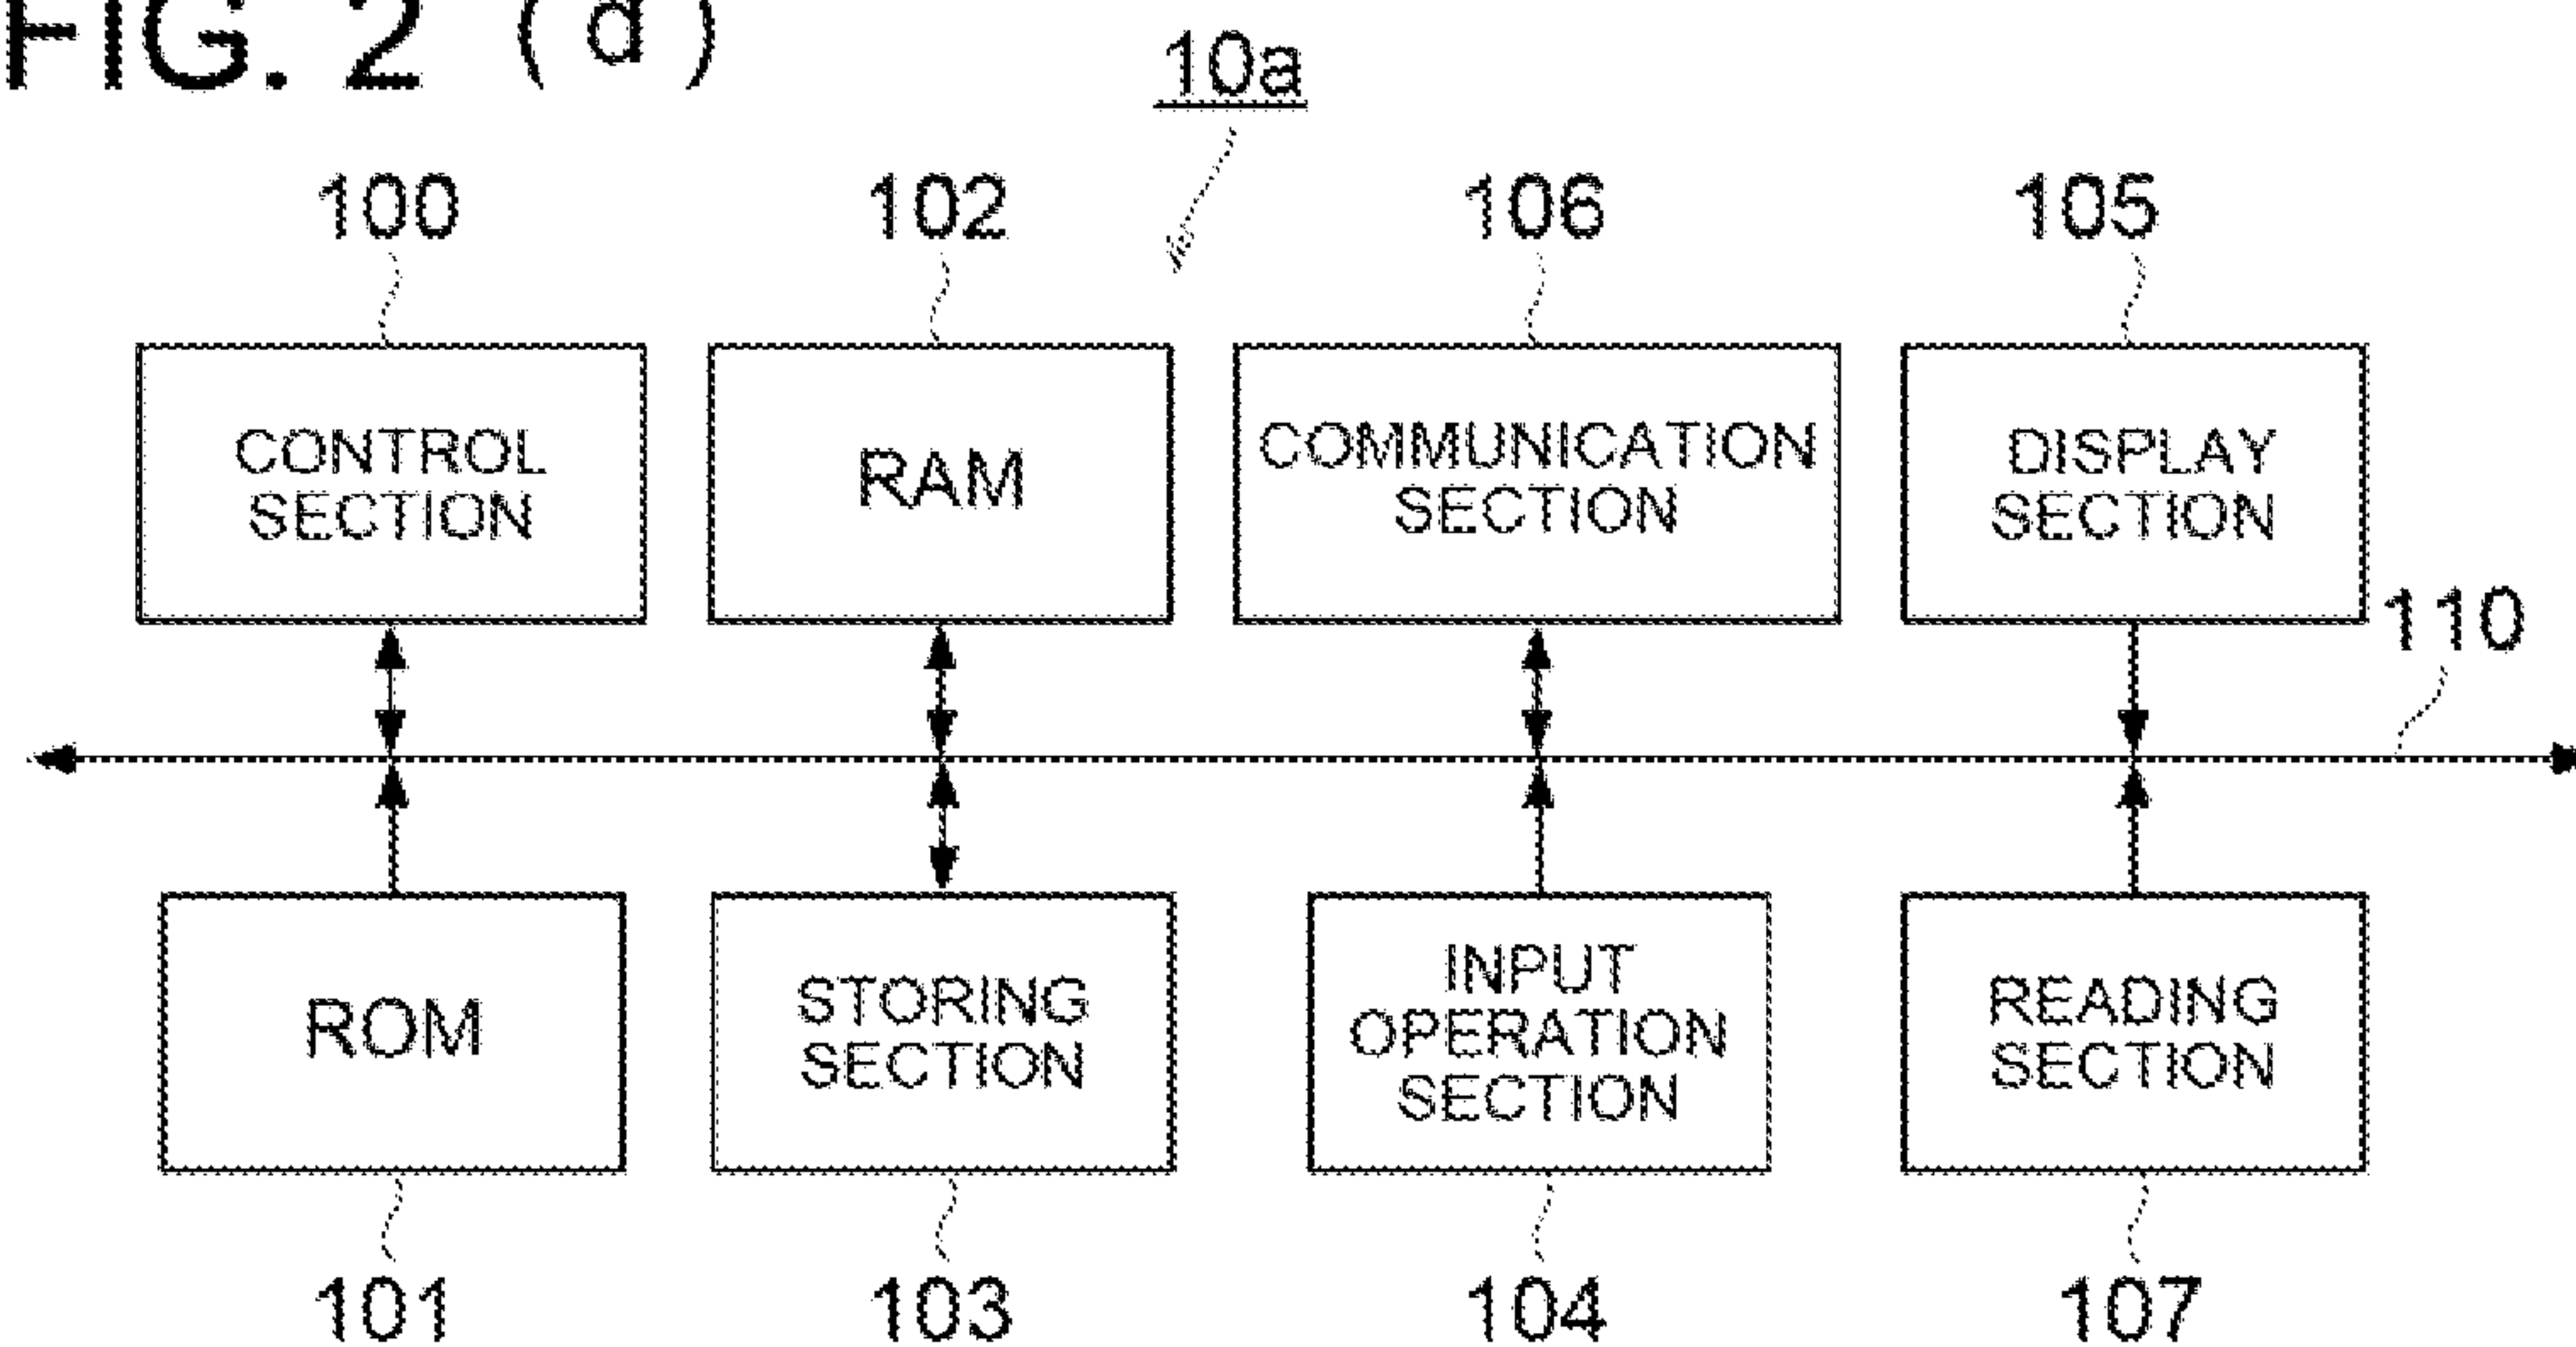 FIG. 2 (d)
10a
100
102
106
105
CONTROL
SECTION
RAM
COMMUNICATION
SECTION
DISPLAY
SECTION
110
ROM
STORING
SECTION
INPUT
OPERATION
SECTION
READING
SECTION
101
103
104
107